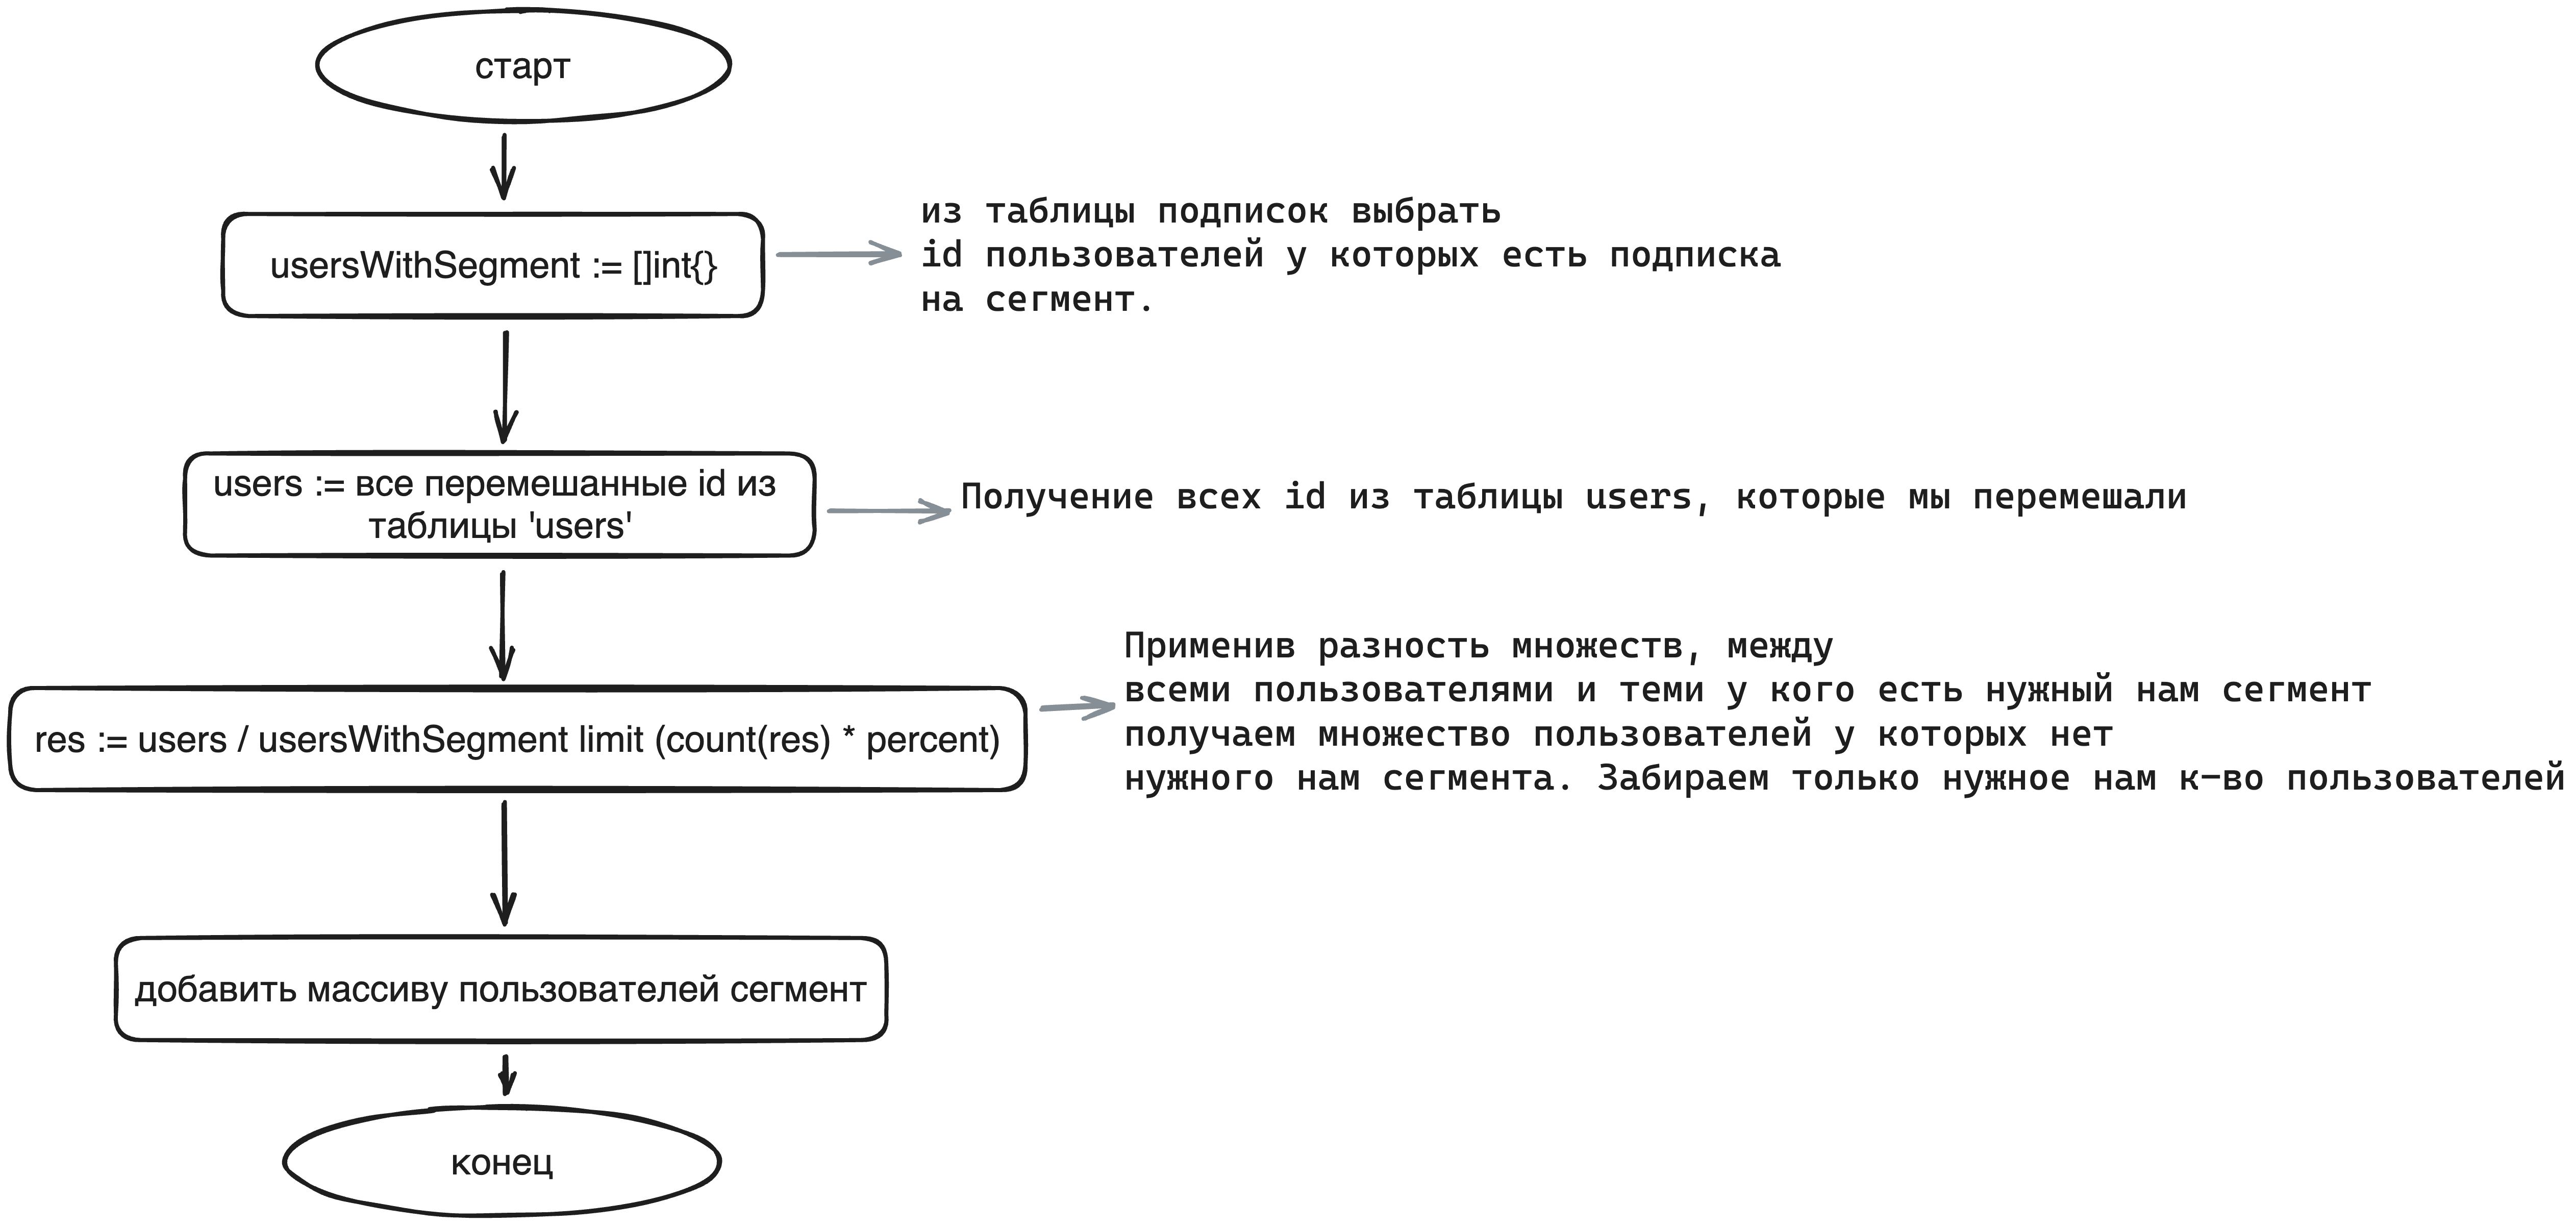 старт
usersWithSegment := []int{}
из таблицы подписок выбрать
id пользователей у которых есть подписка
на сегмент.
users := все перемешанные id из
таблицы 'users'
Получение всех id из таблицы users, которые мы перемешали
res := users / usersWithSegment limit (count(res) * percent)
Применив разность множеств, между
всеми пользователями и теми у кого есть нужный нам сегмент
получаем множество пользователей у которых нет
нужного нам сегмента. Забираем только нужное нам к-во пользователей
добавить массиву пользователей сегмент
конец